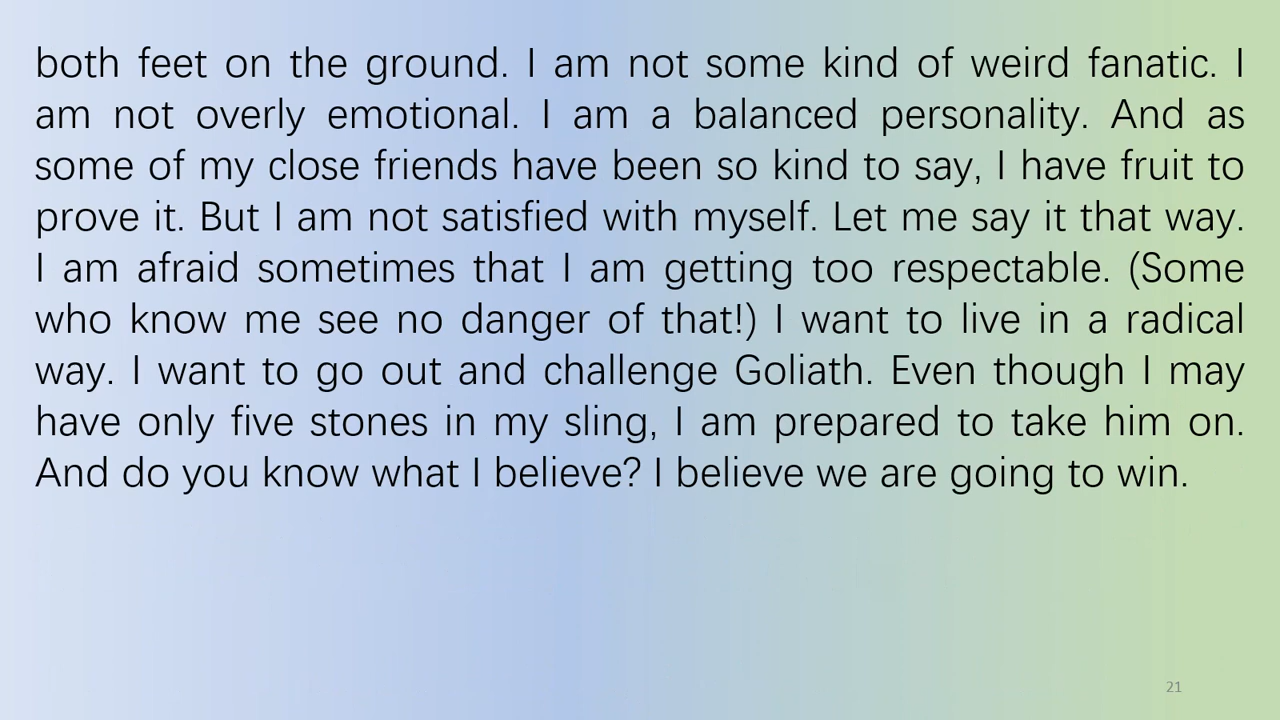 both feet on the ground. I am not some kind of weird fanatic. I
am not overly emotional. I am a balanced personality. And as
some of my close friends have been so kind to say, I have fruit to
prove it. But I am not satisfied with myself. Let me say it that way.
I am afraid sometimes that I am getting too respectable. (Some
who know me see no danger of that!) I want to live in a radical
way. I want to go out and challenge Goliath. Even though I may
have only five stones in my sling, I am prepared to take him on.
And do you know what I believe? I believe we are going to win.
21